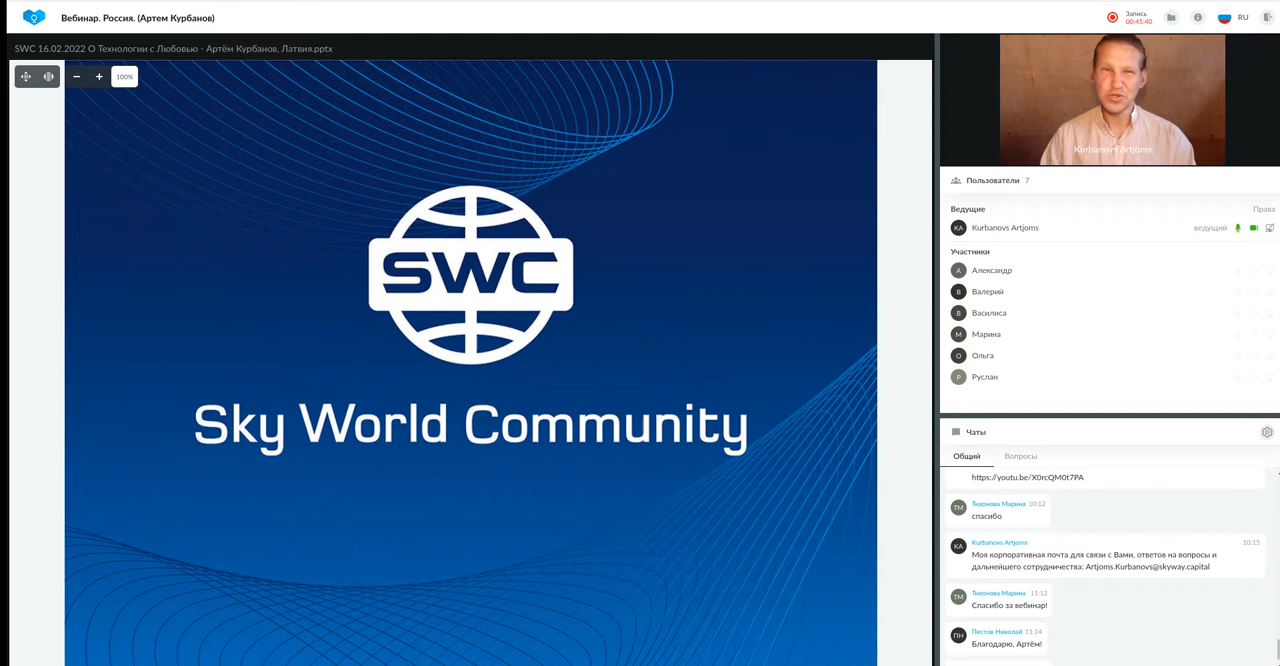 Вебинар. Россия. (Артем Курбанов)
Запись
00:45:40
RU
SWC 16.02.2022 О Технологии с Любовью - Артём Курбанов, Латвия.pptx
100%
SWC
Sky World Community
Kurbanovs Artjoms
Пользователи 7
Ведущие Права
KA Kurbanovs Artjoms ведущий
Участники
А Александр
В Валерий
В Василиса
М Марина
О Ольга
Р Руслан
Чаты
Общий Вопросы
https://youtu.be/X0rcQM0t7PA
ТМ Тихонова Марина 10:12
спасибо
KA Kurbanovs Artjoms 10:15
Моя корпоративная почта для связи с Вами, ответов на вопросы и
дальнейшего сотрудничества: Artjoms.Kurbanovs@skyway.capital
ТМ Тихонова Марина 11:12
Спасибо за вебинар!
ПН Пестов Николай 11:14
Благодарю, Артём!